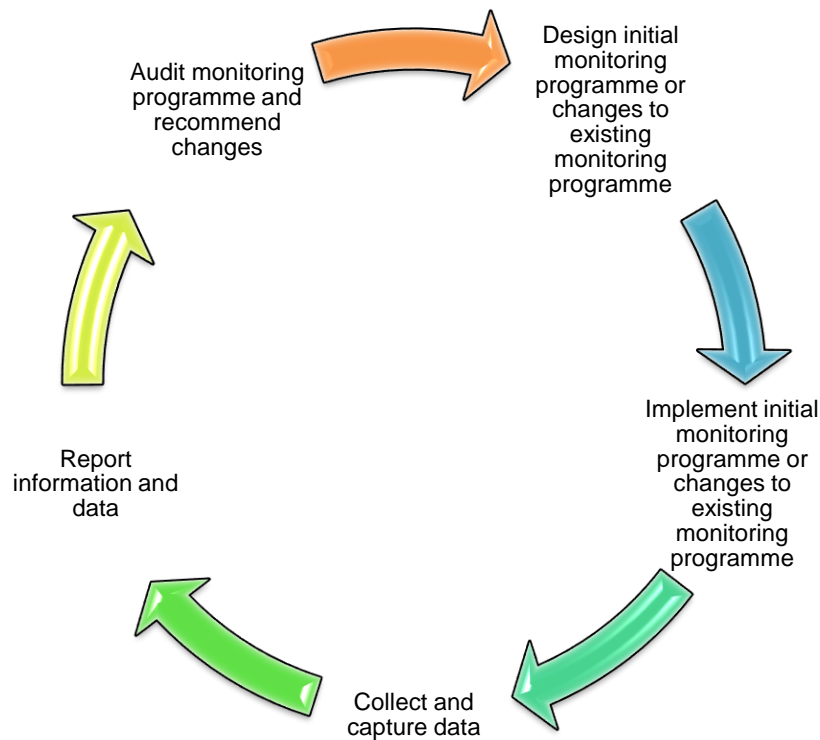 Audit monitoring
programme and
recommend
changes
Design initial
monitoring
programme or
changes to
existing
monitoring
programme
Implement initial
monitoring
programme or
changes to
existing
monitoring
programme
Collect and
capture data
Report
information and
data